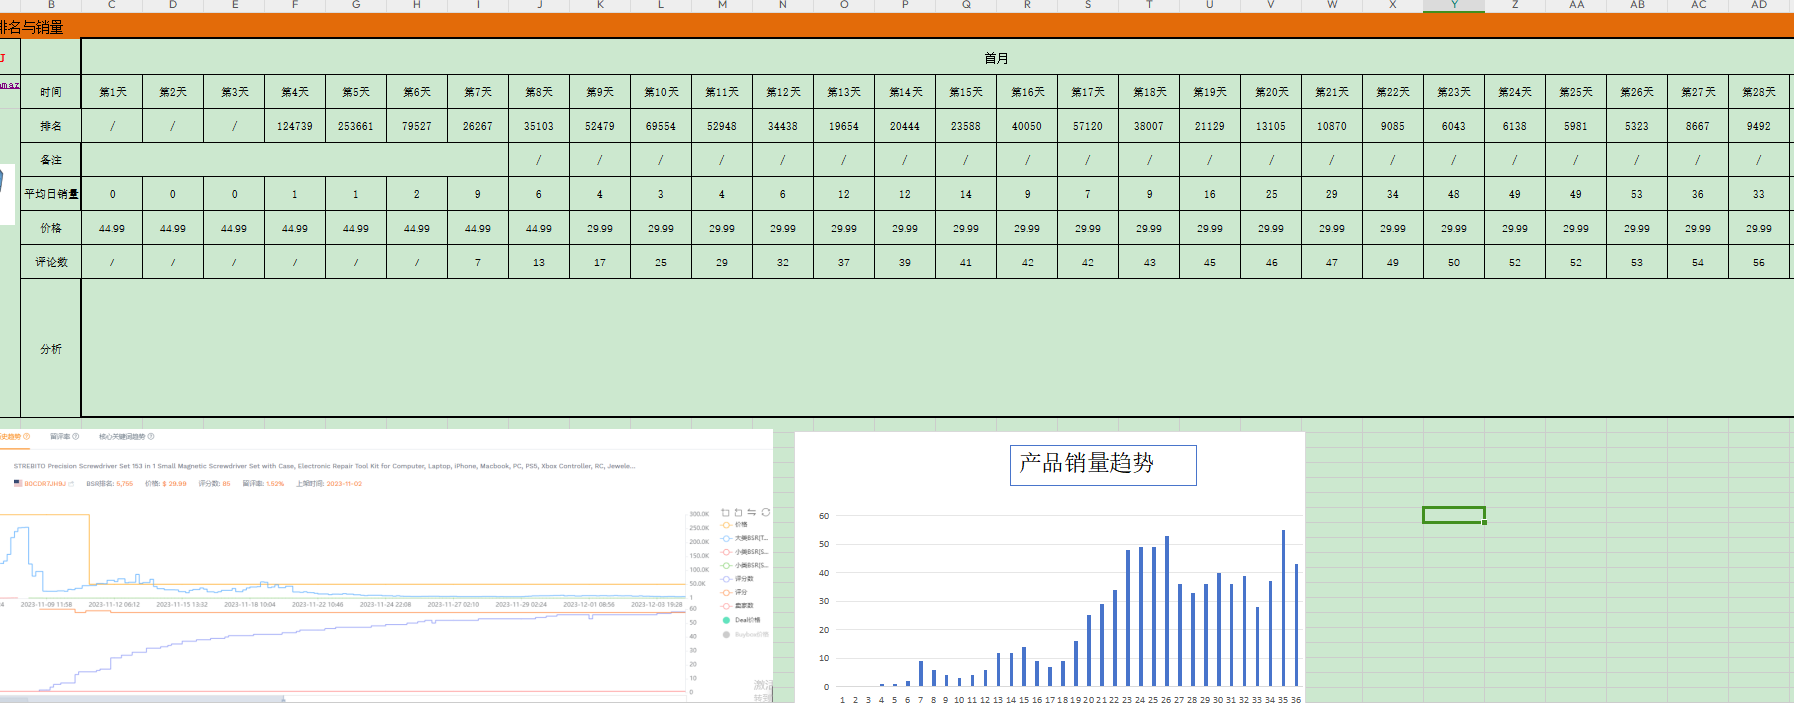 B C D E F G H I J K L M N O P Q R S T U V W X Y Z AA AB AC AD
排名与销量
首月
时间 第1天 第2天 第3天 第4天 第5天 第6天 第7天 第8天 第9天 第10天 第11天 第12天 第13天 第14天 第15天 第16天 第17天 第18天 第19天 第20天 第21天 第22天 第23天 第24天 第25天 第26天 第27天 第28天
排名 / / / 124739 253661 79527 26267 35103 52479 69554 52948 34438 19654 20444 23588 40050 57120 38007 21129 13105 10870 9085 6043 6138 5981 5323 8667 9492
备注 / / / / / / / / / / / / / / / / / / / / /
平均日销量 0 0 0 1 1 2 9 6 4 3 4 6 12 12 14 9 7 9 16 25 29 34 48 49 49 53 36 33
价格 44.99 44.99 44.99 44.99 44.99 44.99 44.99 44.99 29.99 29.99 29.99 29.99 29.99 29.99 29.99 29.99 29.99 29.99 29.99 29.99 29.99 29.99 29.99 29.99 29.99 29.99 29.99 29.99
评论数 / / / / / / 7 13 17 25 29 32 37 39 41 42 42 43 45 46 47 49 50 52 52 53 54 56
分析
史趋势 留评率 核心关键词趋势
STREBITO Precision Screwdriver Set 153 in 1 Small Magnetic Screwdriver Set with Case, Electronic Repair Tool Kit for Computer, Laptop, iPhone, Macbook, PC, PS5, Xbox Controller, RC, Jewele...
B0CDR7JH9J BSR排名: 5,755 价格: $ 29.99 评分数: 85 留评率: 1.52% 上架时间: 2023-11-02
300.0K
250.0K
200.0K
150.0K
100.0K
50.0K
1
价格
大类BSR[T...
小类BSR[S...
小类BSR[S...
评分数
评分
卖家数
Deal价格
Buybox价格
2023-11-09 11:58 2023-11-12 06:12 2023-11-15 13:32 2023-11-18 10:04 2023-11-22 10:46 2023-11-24 22:08 2023-11-27 02:10 2023-11-29 02:24 2023-12-01 08:56 2023-12-03 19:28
60
50
40
30
20
10
0
产品销量趋势
60
50
40
30
20
10
0
1 2 3 4 5 6 7 8 9 10 11 12 13 14 15 16 17 18 19 20 21 22 23 24 25 26 27 28 29 30 31 32 33 34 35 36